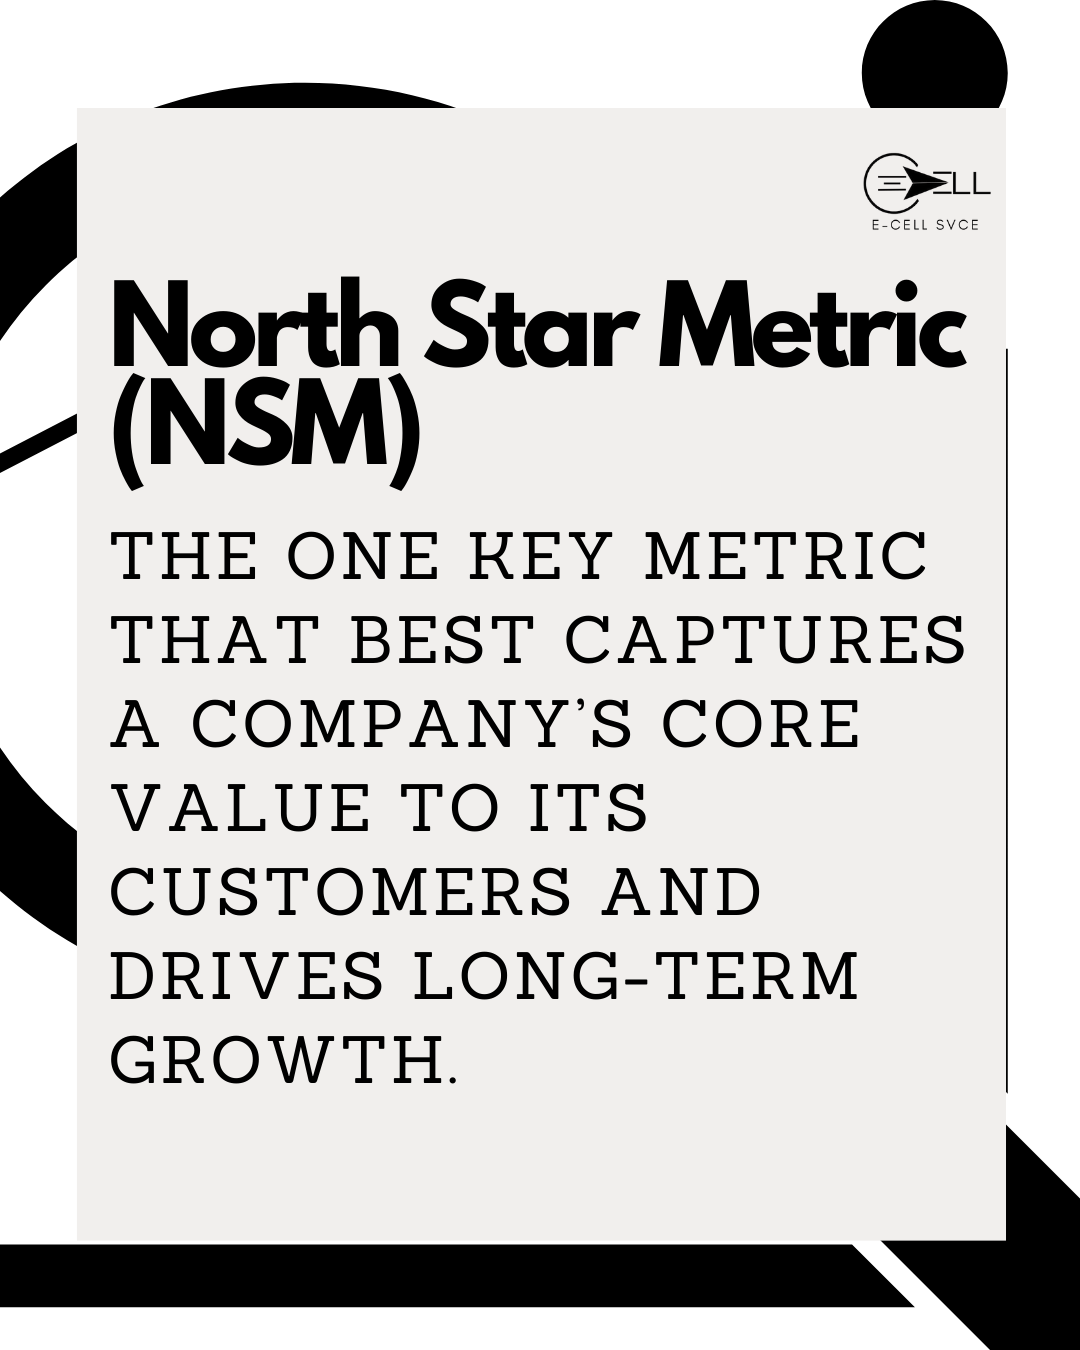 CELL
E-CELL SVCE
North Star Metric
(NSM)
THE ONE KEY METRIC
THAT BEST CAPTURES
A COMPANY’S CORE
VALUE TO ITS
CUSTOMERS AND
DRIVES LONG-TERM
GROWTH.